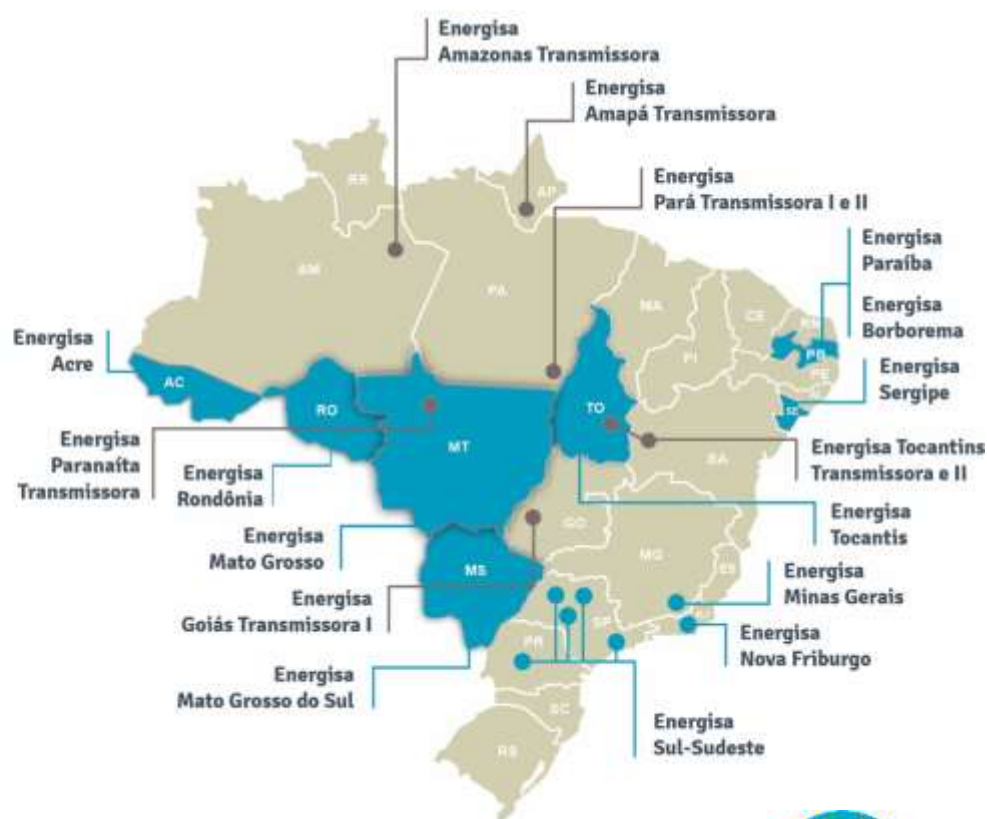 Energisa
Amazonas Transmissora
Energisa
Amapá Transmissora
Energisa
Pará Transmissora I e II
Energisa
Paraíba
Energisa
Borborema
Energisa
Sergipe
Energisa
Acre
Energisa
Paranaíta
Transmissora
Energisa
Rondônia
Energisa Tocantins
Transmissora e II
Energisa
Tocantis
Energisa
Mato Grosso
Energisa
Minas Gerais
Energisa
Goiás Transmissora I
Energisa
Nova Friburgo
Energisa
Mato Grosso do Sul
Energisa
Sul-Sudeste
RR
AP
AM
PA
MA
CE
PI
PB
PE
AC
RO
TO
SE
MT
BA
GO
MG
ES
MS
SP
PR
SC
RS